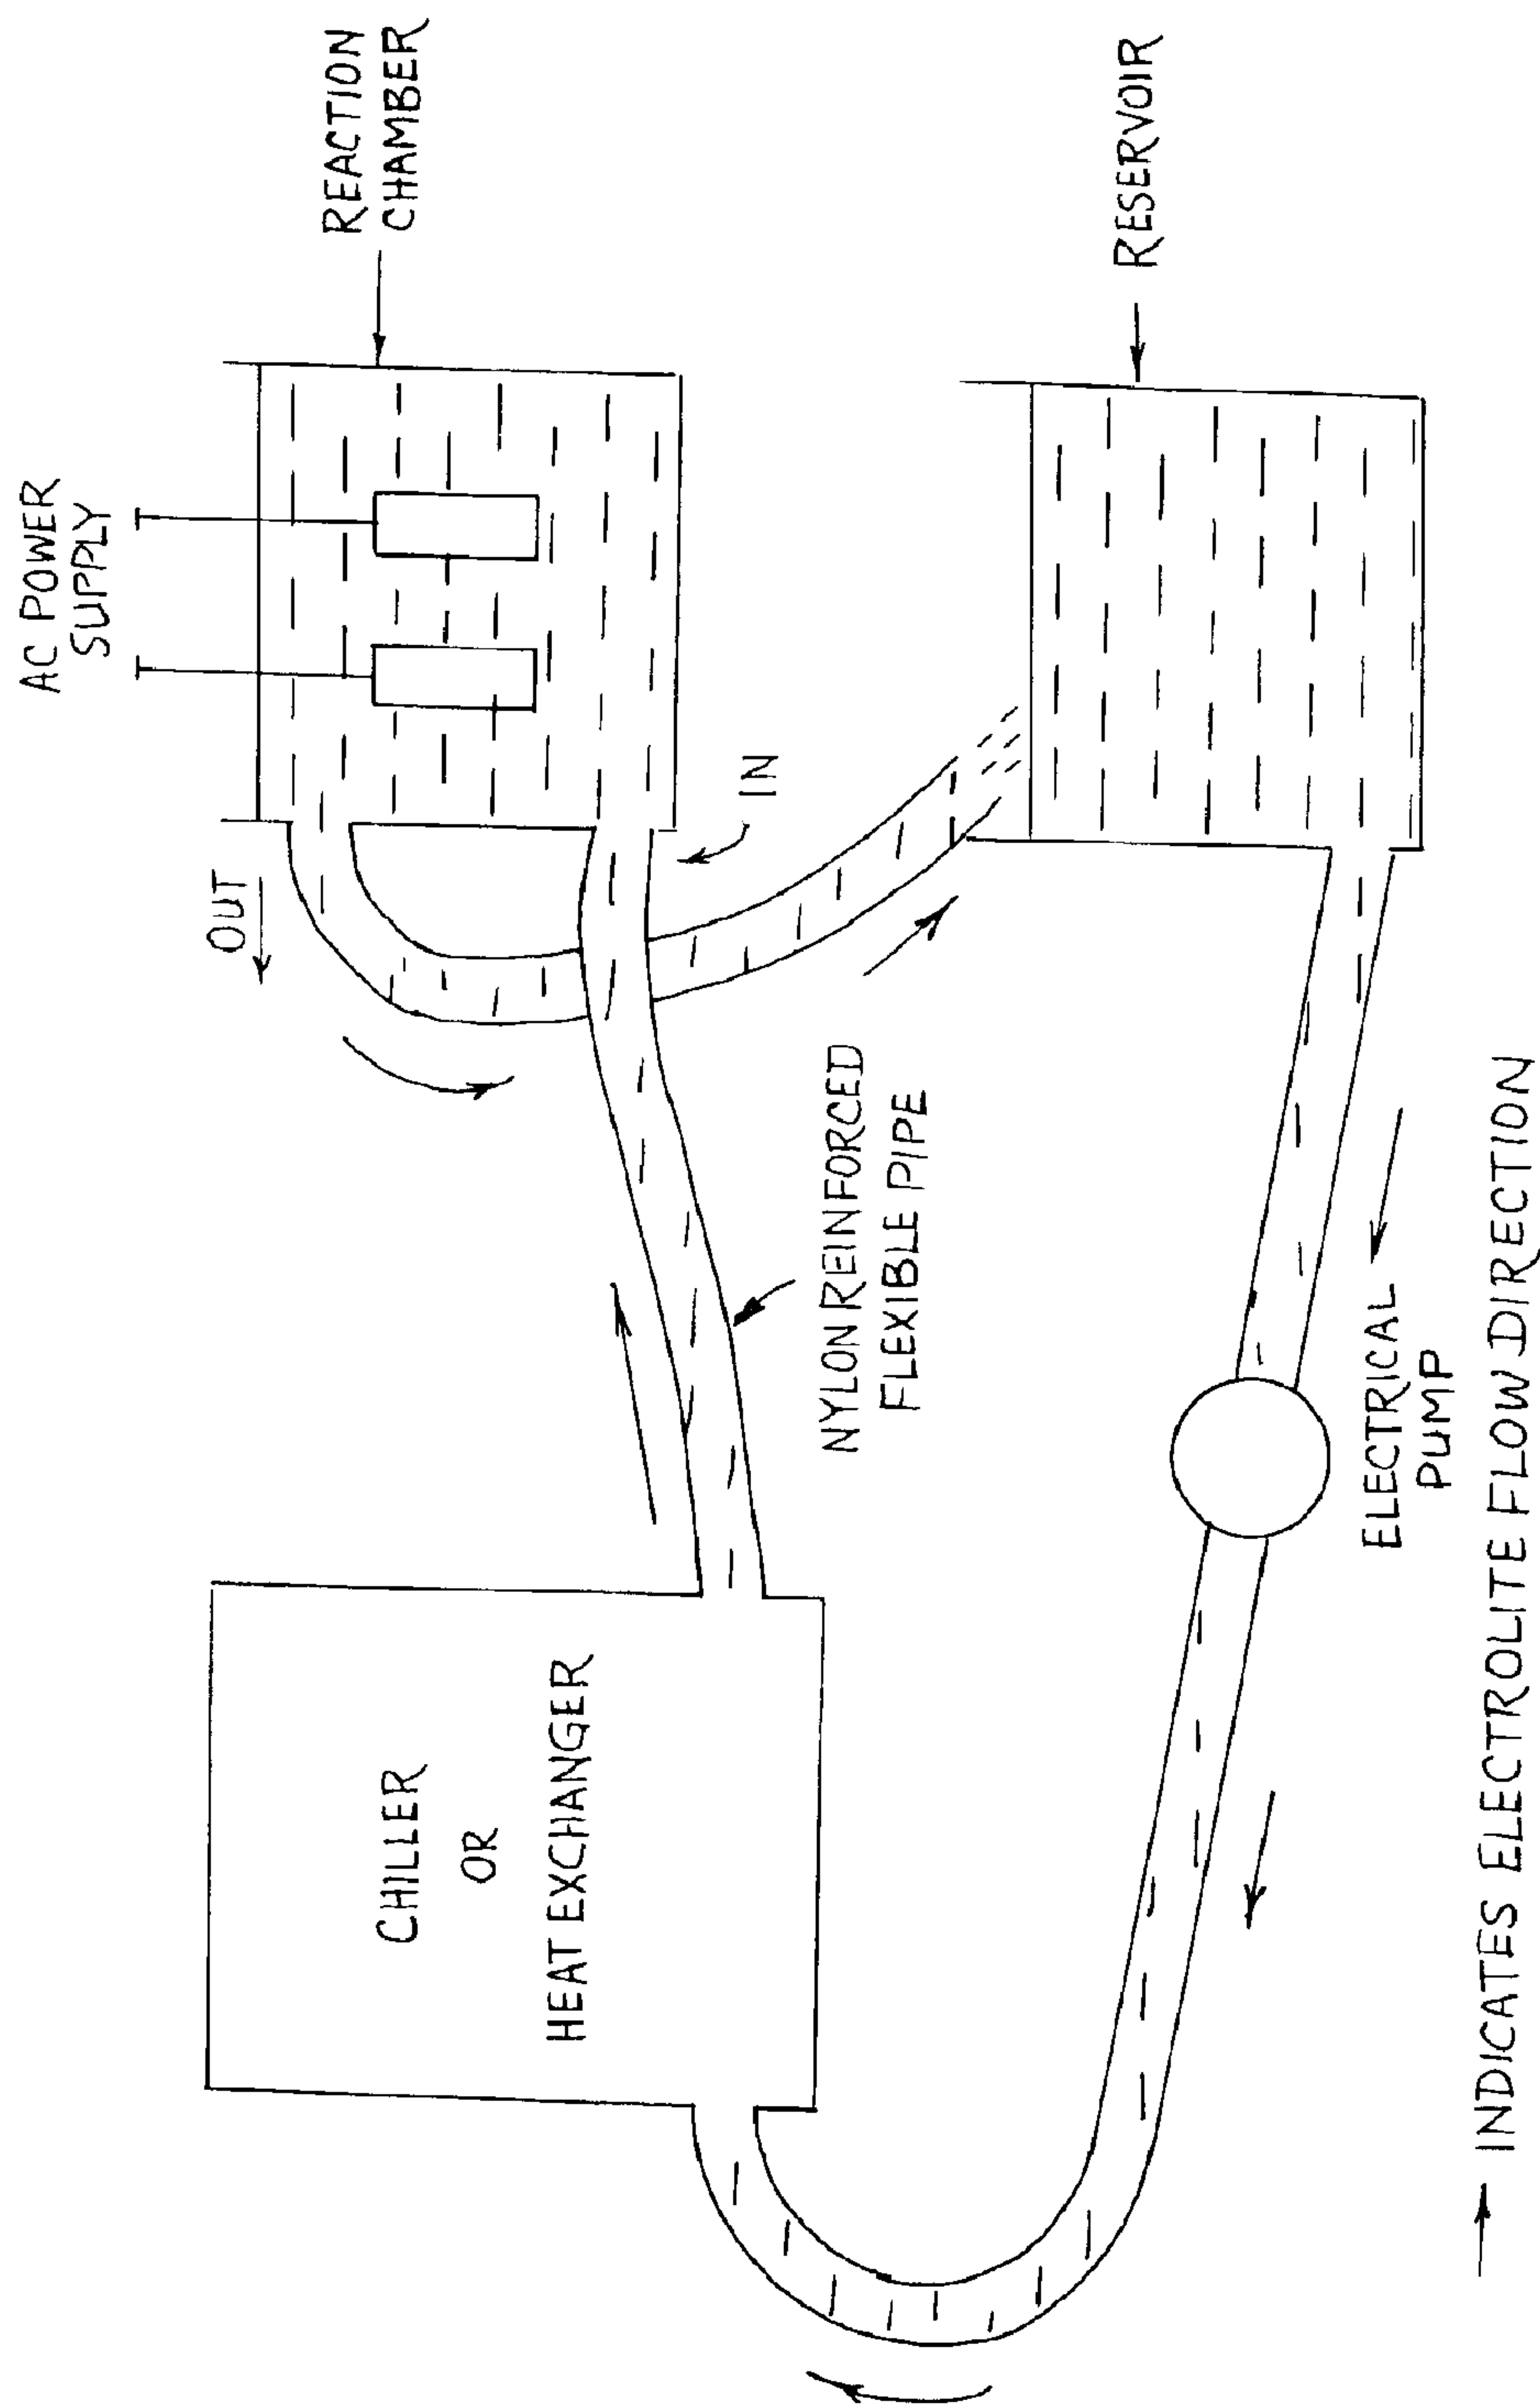 AC POWER
SUPPLY
REACTION
CHAMBER
OUT
IN
RESERVOIR
CHILLER
OR
HEAT EXCHANGER
NYLON REINFORCED
FLEXIBLE PIPE
ELECTRICAL
PUMP
INDICATES ELECTROLITE FLOW DIRECTION